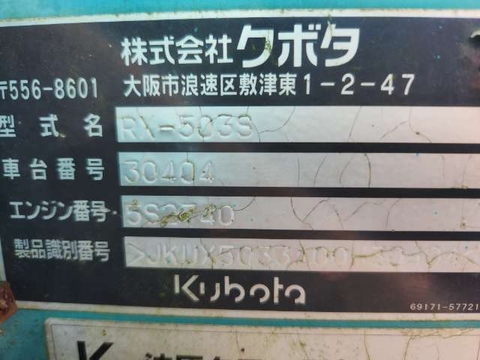 株式会社クボタ
〒556-8601 大阪市浪速区敷津東1-2-47
型式名 RX-503S
車台番号 30404
エンジン番号
製品識別番号
Kubota
69171-5772